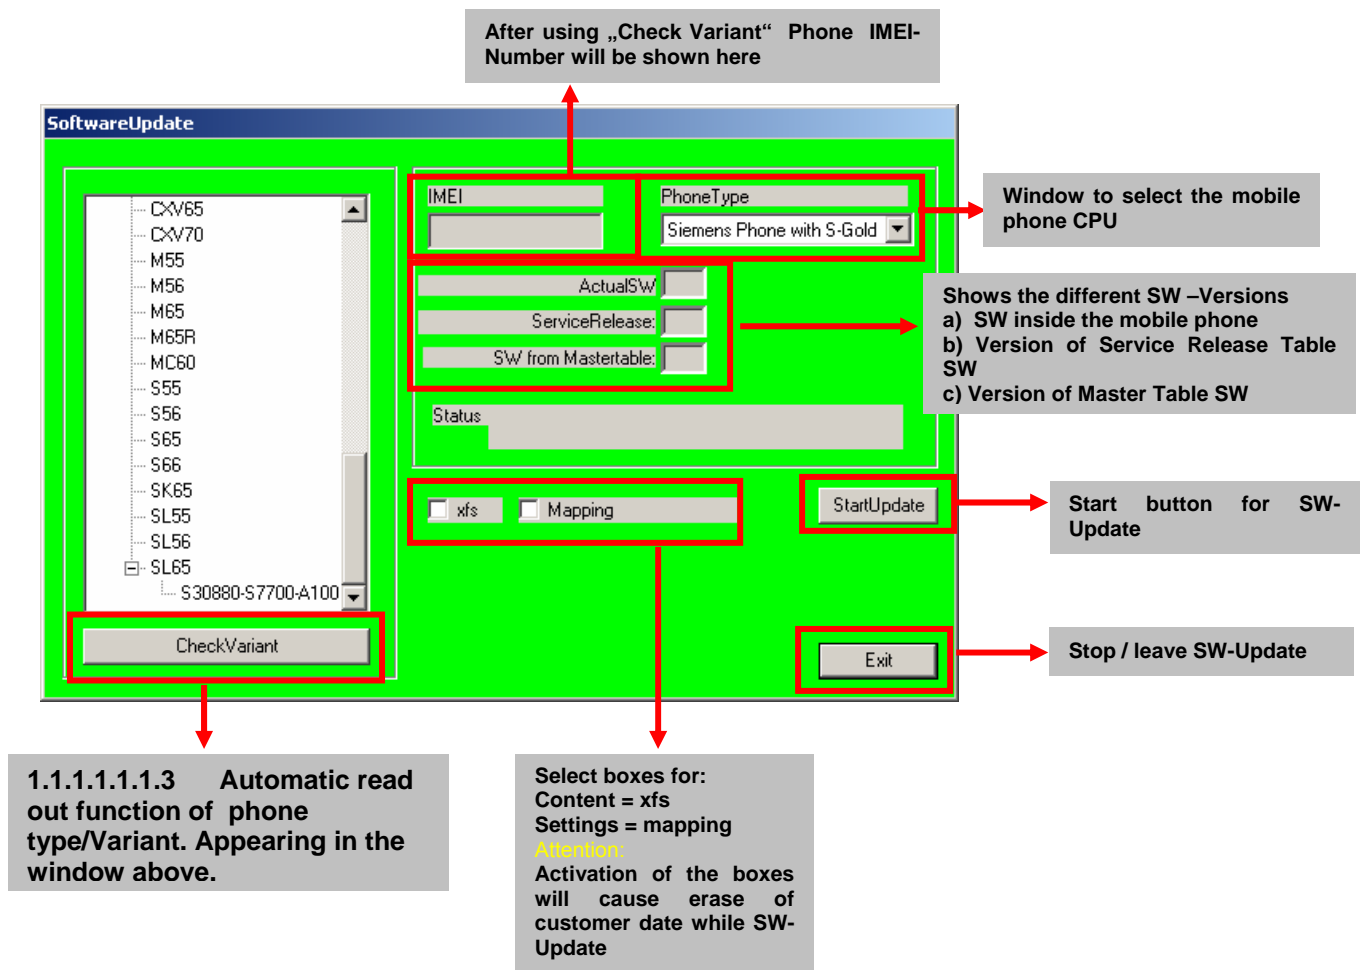 After using „Check Variant“ Phone IMEI-
Number will be shown here
SoftwareUpdate
CXV65
CXV70
M55
M56
M65
M65R
MC60
S55
S56
S65
S66
SK65
SL55
SL56
SL65
S30880-S7700-A100
CheckVariant
IMEI
PhoneType
Siemens Phone with S-Gold
ActualSW
ServiceRelease:
SW from Mastertable:
Status
xfs
Mapping
StartUpdate
Exit
Window to select the mobile
phone CPU
Shows the different SW –Versions
a) SW inside the mobile phone
b) Version of Service Release Table
SW
c) Version of Master Table SW
Start button for SW-
Update
Stop / leave SW-Update
1.1.1.1.1.1.3 Automatic read
out function of phone
type/Variant. Appearing in the
window above.
Select boxes for:
Content = xfs
Settings = mapping
Attention:
Activation of the boxes
will cause erase of
customer date while SW-
Update